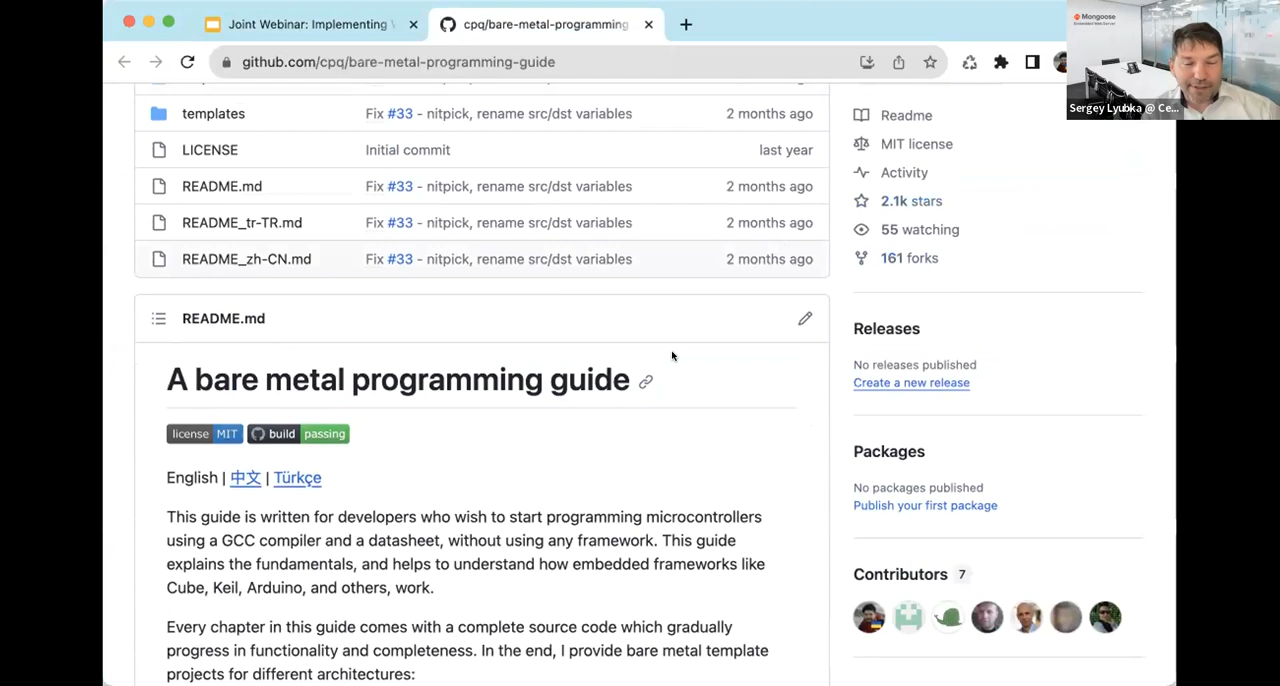 Joint Webinar: Implementing
cpq/bare-metal-programming
github.com/cpq/bare-metal-programming-guide
Mongoose
Sergey Lyubka @ Ce...
templates
Fix #33 - nitpick, rename src/dst variables
2 months ago
LICENSE
Initial commit
last year
README.md
Fix #33 - nitpick, rename src/dst variables
2 months ago
README_tr-TR.md
Fix #33 - nitpick, rename src/dst variables
2 months ago
README_zh-CN.md
Fix #33 - nitpick, rename src/dst variables
2 months ago
README.md
A bare metal programming guide
license MIT build passing
English | 中文 | Türkçe
This guide is written for developers who wish to start programming microcontrollers
using a GCC compiler and a datasheet, without using any framework. This guide
explains the fundamentals, and helps to understand how embedded frameworks like
Cube, Keil, Arduino, and others, work.
Every chapter in this guide comes with a complete source code which gradually
progress in functionality and completeness. In the end, I provide bare metal template
projects for different architectures:
Readme
MIT license
Activity
2.1k stars
55 watching
161 forks
Releases
No releases published
Create a new release
Packages
No packages published
Publish your first package
Contributors 7